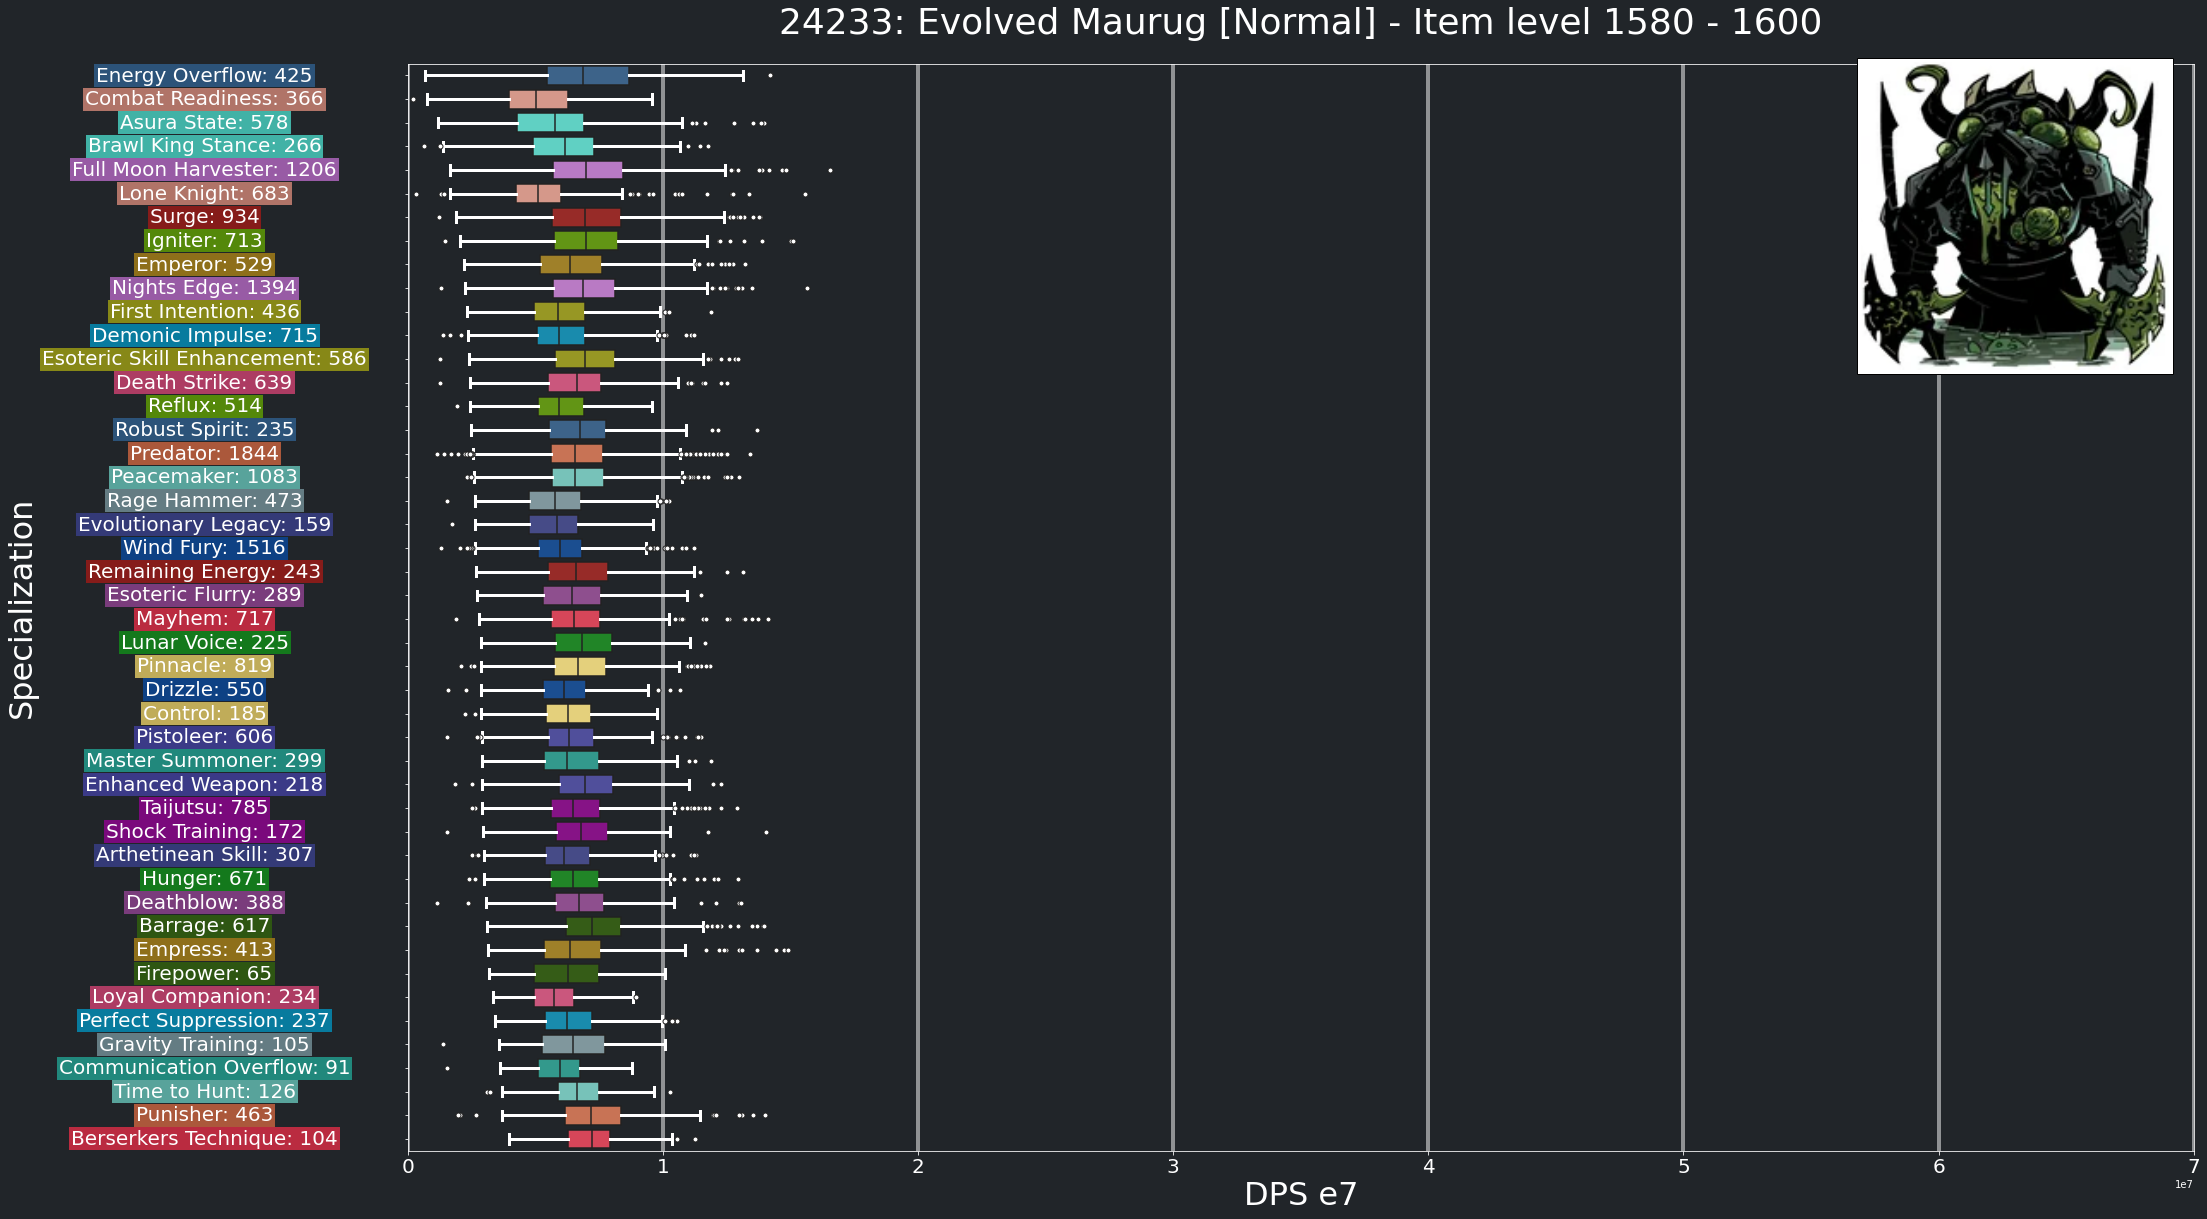 24233: Evolved Maurug [Normal] - Item level 1580 - 1600
Energy Overflow: 425
Combat Readiness: 366
Asura State: 578
Brawl King Stance: 266
Full Moon Harvester: 1206
Lone Knight: 683
Surge: 934
Igniter: 713
Emperor: 529
Nights Edge: 1394
First Intention: 436
Demonic Impulse: 715
Esoteric Skill Enhancement: 586
Death Strike: 639
Reflux: 514
Robust Spirit: 235
Predator: 1844
Peacemaker: 1083
Rage Hammer: 473
Evolutionary Legacy: 159
Wind Fury: 1516
Remaining Energy: 243
Esoteric Flurry: 289
Mayhem: 717
Lunar Voice: 225
Pinnacle: 819
Drizzle: 550
Control: 185
Pistoleer: 606
Master Summoner: 299
Enhanced Weapon: 218
Taijutsu: 785
Shock Training: 172
Arthetinean Skill: 307
Hunger: 671
Deathblow: 388
Barrage: 617
Empress: 413
Firepower: 65
Loyal Companion: 234
Perfect Suppression: 237
Gravity Training: 105
Communication Overflow: 91
Time to Hunt: 126
Punisher: 463
Berserkers Technique: 104
Specialization
0 1 2 3 4 5 6 7
1e7
DPS e7